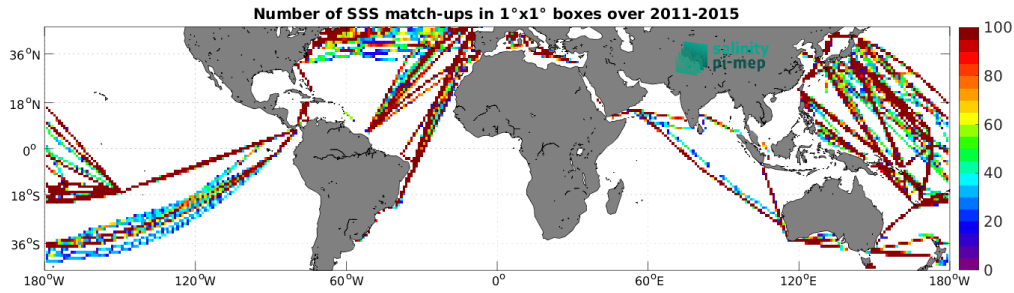 Number of SSS match-ups in 1°x1° boxes over 2011-2015
salinity
pi-mep
36°N
18°N
0°
18°S
36°S
180°W
120°W
60°W
0°
60°E
120°E
180°W
100
80
60
40
20
0